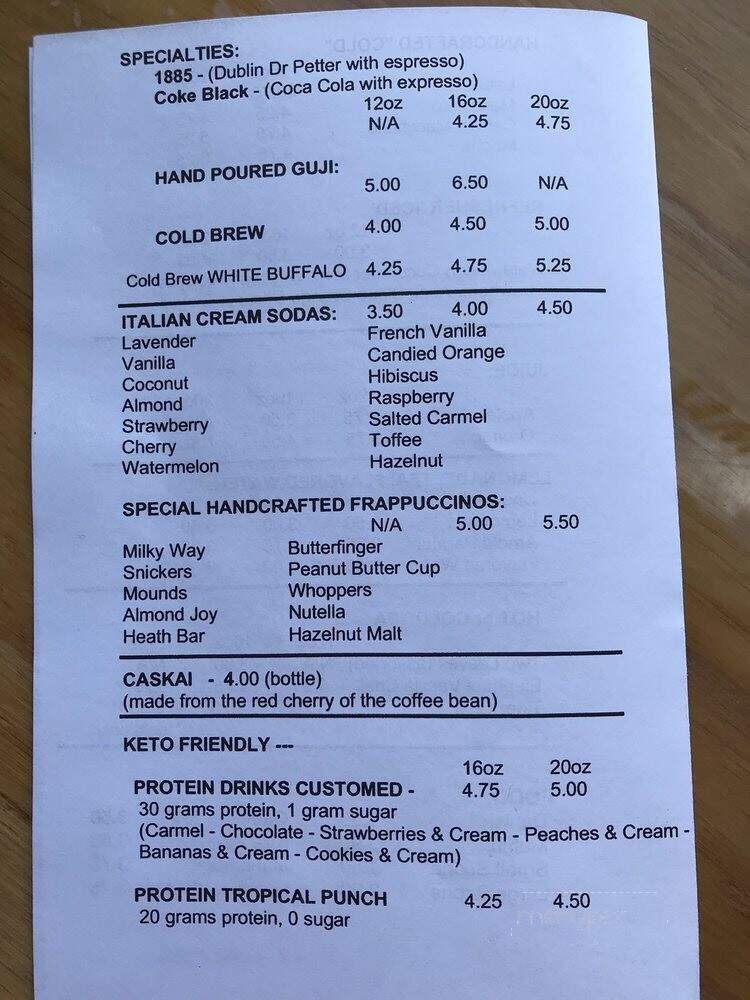 SPECIALTIES:
1885 - (Dublin Dr Petter with espresso)
Coke Black - (Coca Cola with expresso)
12oz 16oz 20oz
N/A 4.25 4.75
HAND POURED GUJI:
5.00 6.50 N/A
COLD BREW 4.00 4.50 5.00
Cold Brew WHITE BUFFALO 4.25 4.75 5.25
ITALIAN CREAM SODAS: 3.50 4.00 4.50
Lavender French Vanilla
Vanilla Candied Orange
Coconut Hibiscus
Almond Raspberry
Strawberry Salted Carmel
Cherry Toffee
Watermelon Hazelnut
SPECIAL HANDCRAFTED FRAPPUCCINOS:
N/A 5.00 5.50
Milky Way Butterfinger
Snickers Peanut Butter Cup
Mounds Whoppers
Almond Joy Nutella
Heath Bar Hazelnut Malt
CASKAI - 4.00 (bottle)
(made from the red cherry of the coffee bean)
KETO FRIENDLY ---
16oz 20oz
PROTEIN DRINKS CUSTOMED - 4.75 5.00
30 grams protein, 1 gram sugar
(Carmel - Chocolate - Strawberries & Cream - Peaches & Cream -
Bananas & Cream - Cookies & Cream)
PROTEIN TROPICAL PUNCH 4.25 4.50
20 grams protein, 0 sugar